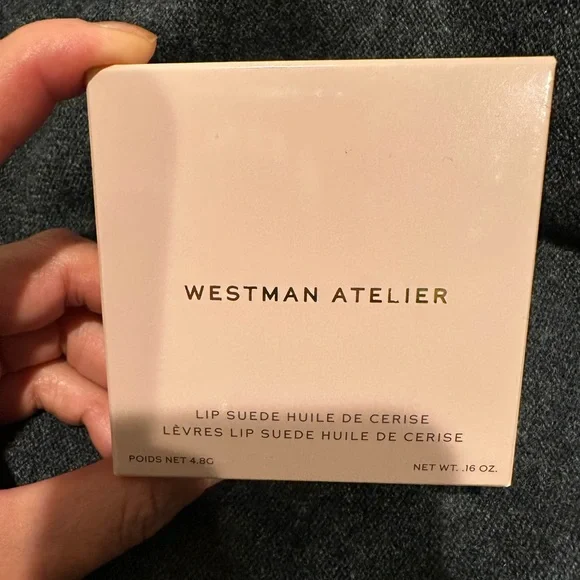 WESTMAN ATELIER
LIP SUEDE HUILE DE CERISE
LÈVRES LIP SUEDE HUILE DE CERISE
POIDS NET 4.8G
NET WT. .16 OZ.